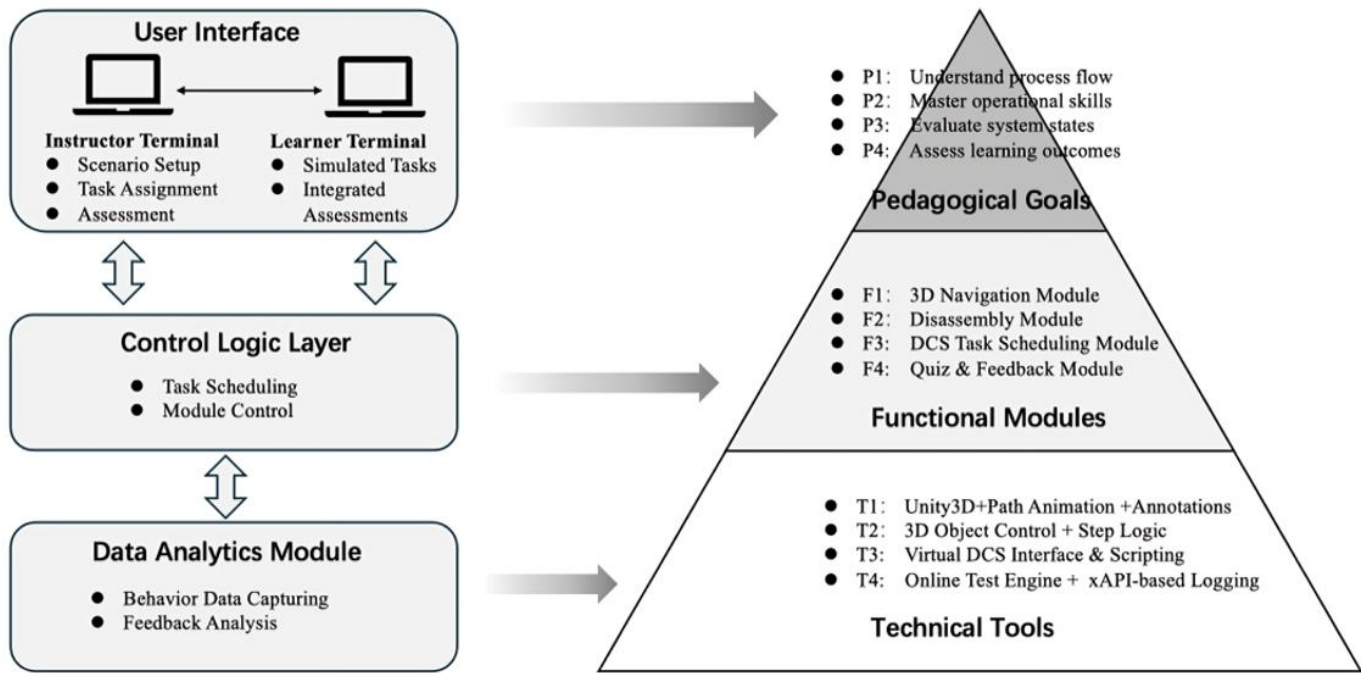 User Interface
Instructor Terminal
● Scenario Setup
● Task Assignment
● Assessment
Learner Terminal
● Simulated Tasks
● Integrated
Assessments
Control Logic Layer
● Task Scheduling
● Module Control
Data Analytics Module
● Behavior Data Capturing
● Feedback Analysis
● P1: Understand process flow
● P2: Master operational skills
● P3: Evaluate system states
● P4: Assess learning outcomes
Pedagogical Goals
● F1: 3D Navigation Module
● F2: Disassembly Module
● F3: DCS Task Scheduling Module
● F4: Quiz & Feedback Module
Functional Modules
● T1: Unity3D+Path Animation +Annotations
● T2: 3D Object Control + Step Logic
● T3: Virtual DCS Interface & Scripting
● T4: Online Test Engine + xAPI-based Logging
Technical Tools